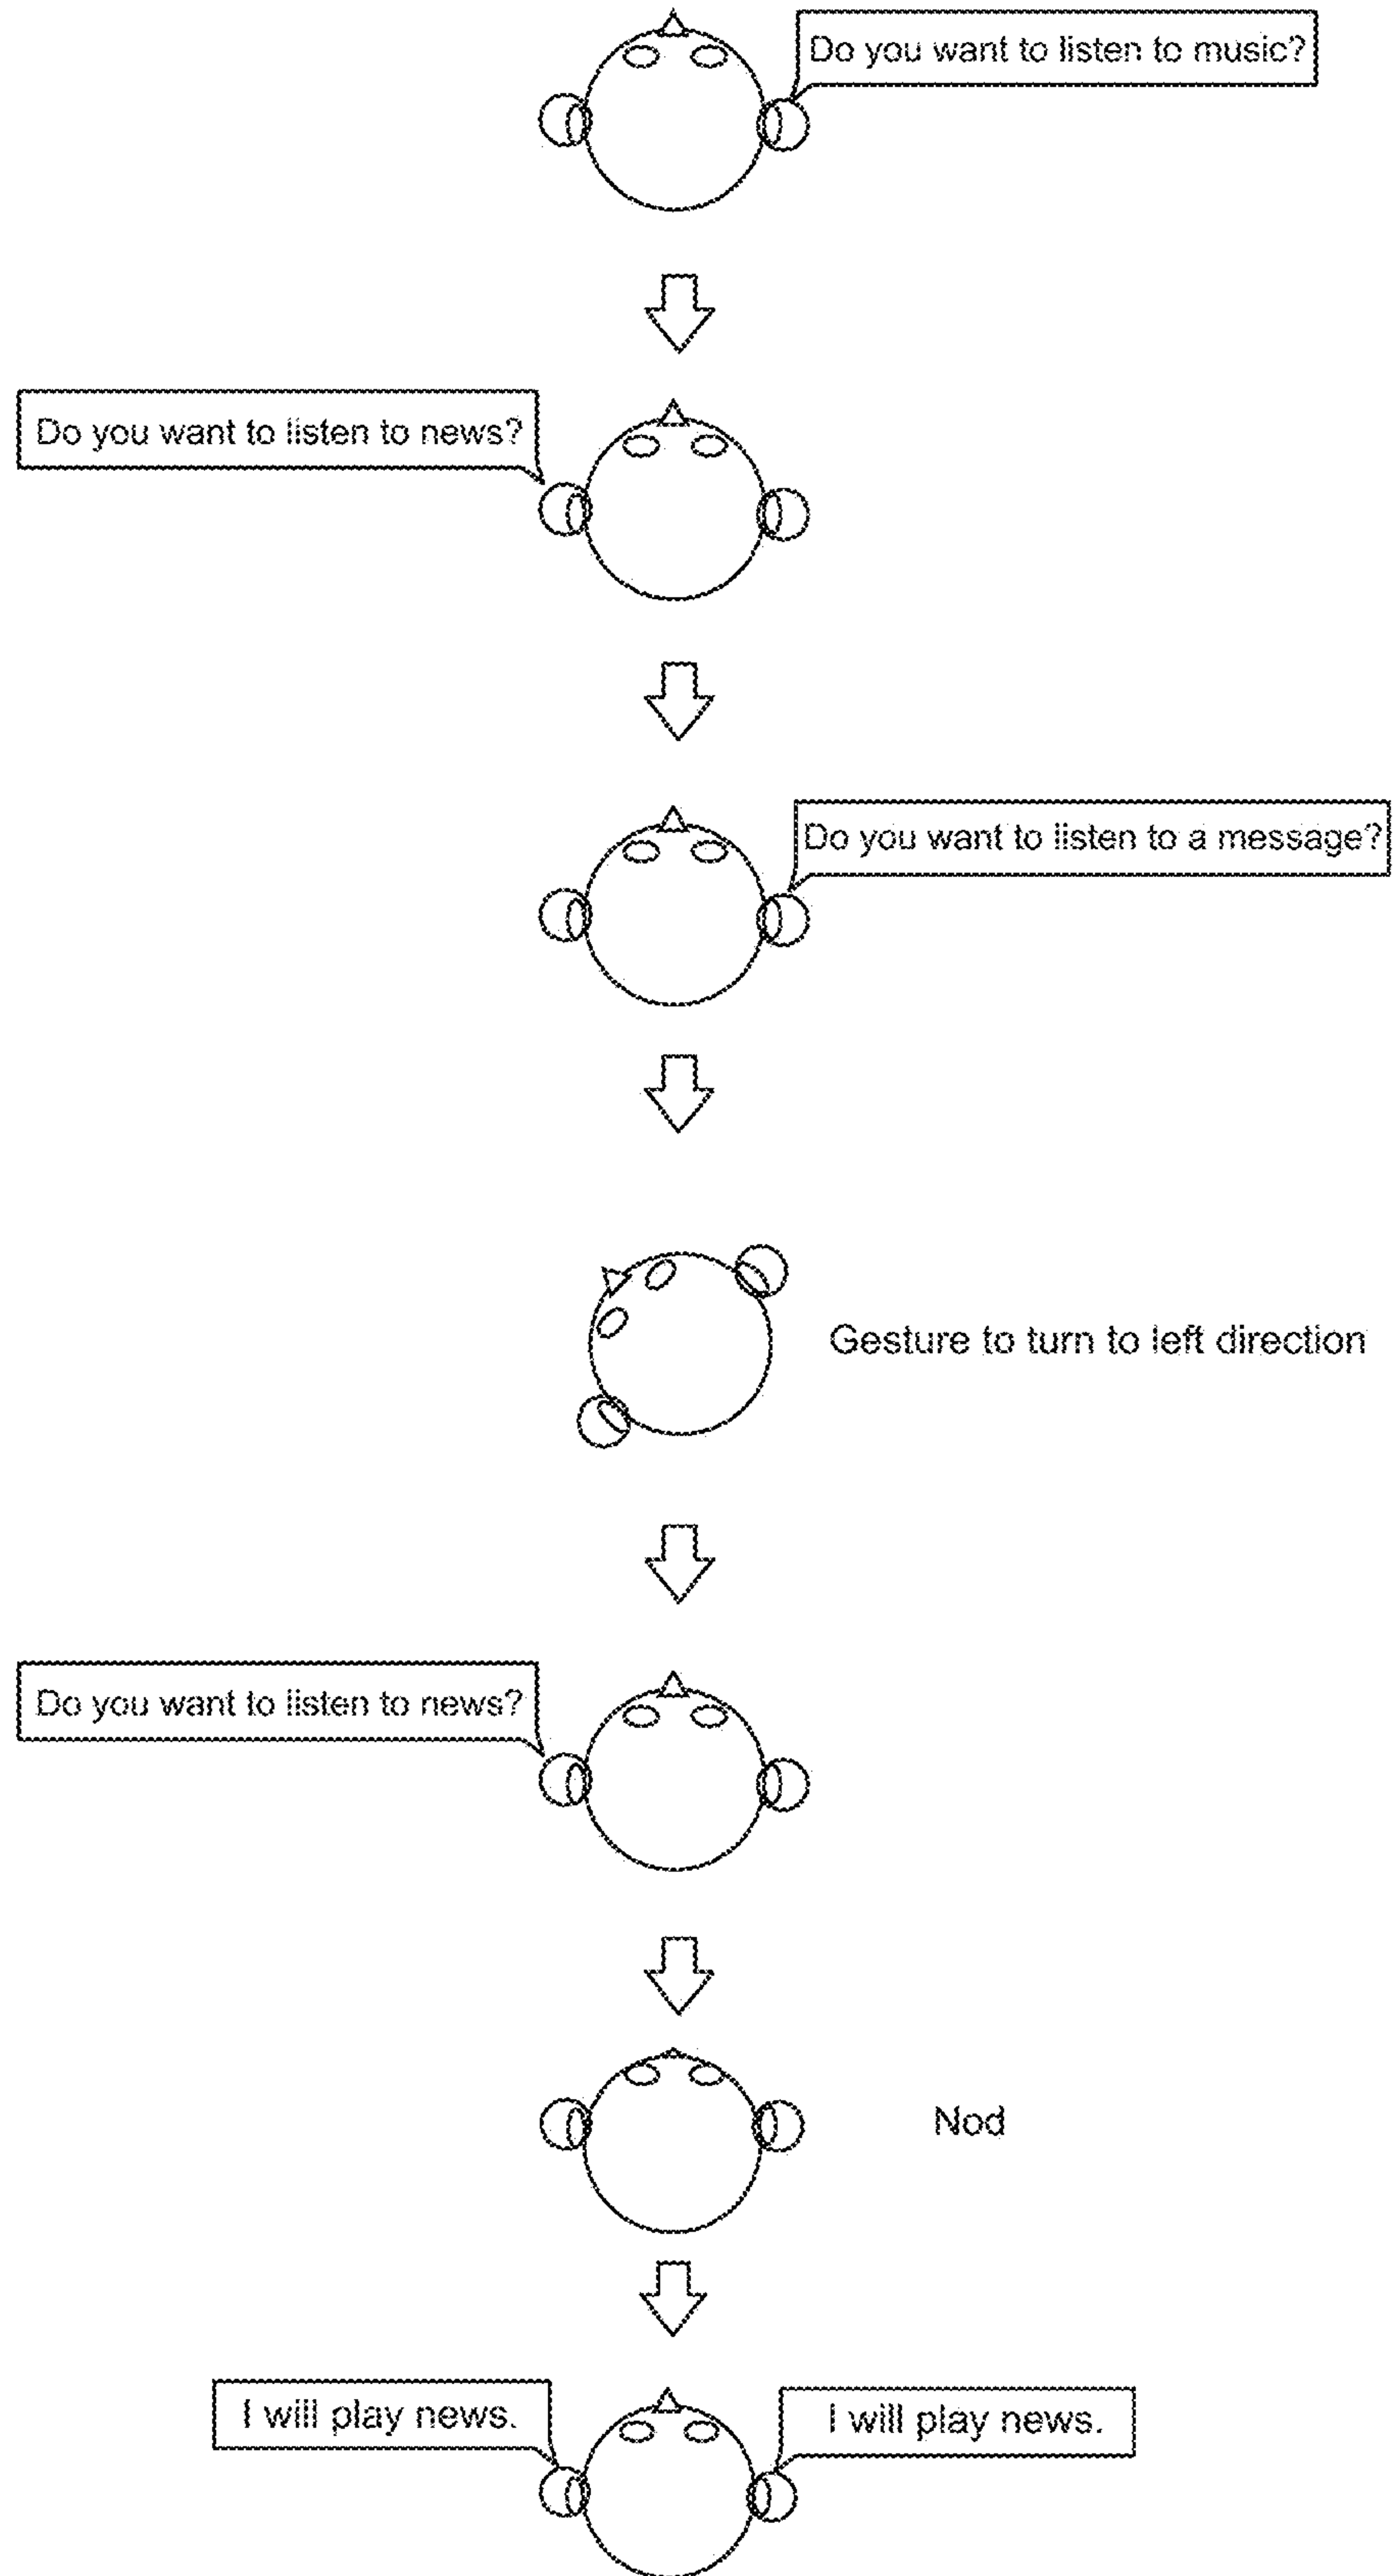 Do you want to listen to music?
Do you want to listen to news?
Do you want to listen to a message?
Gesture to turn to left direction
Do you want to listen to news?
Nod
I will play news.
I will play news.